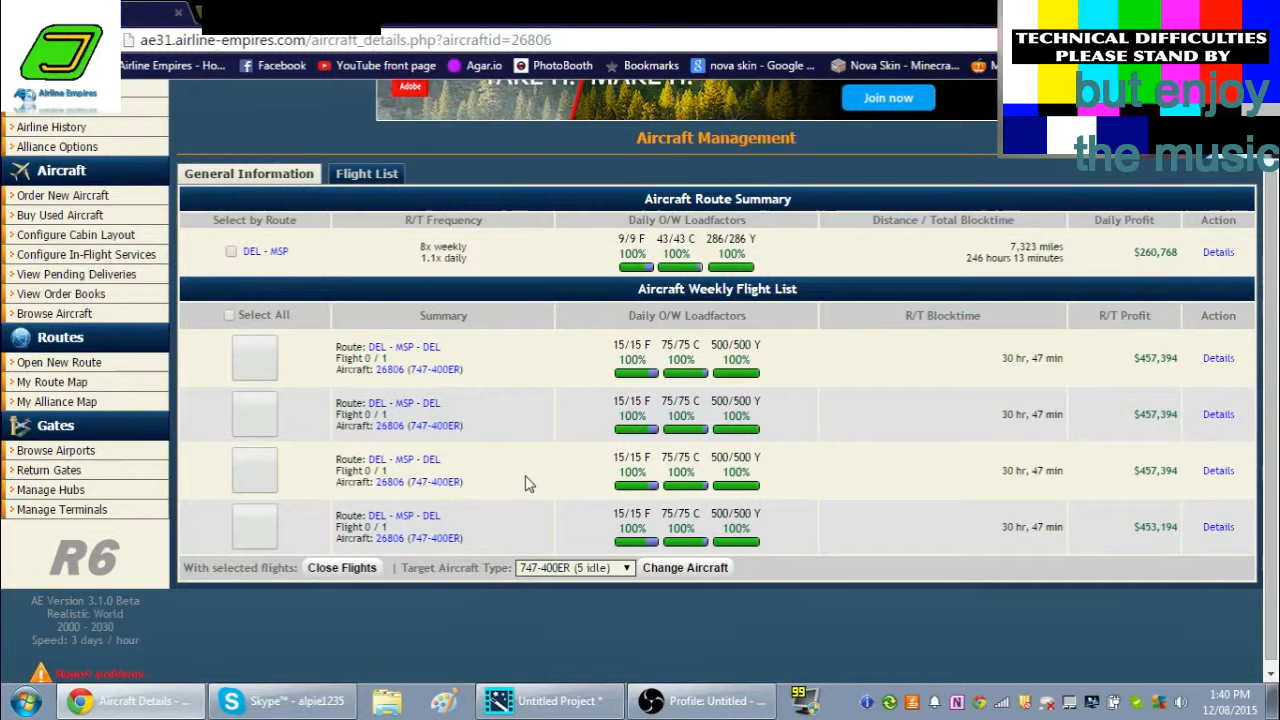 ae31.airline-empires.com/aircraft_details.php?aircraftid=26806
Airline Empires - Ho...
Facebook
YouTube front page
Agar.io
PhotoBooth
Bookmarks
nova skin - Google ...
Nova Skin - Minecra...
TECHNICAL DIFFICULTIES
PLEASE STAND BY
but enjoy
the music
Airline Empires
Adobe
Join now
Airline History
Alliance Options
Aircraft
Order New Aircraft
Buy Used Aircraft
Configure Cabin Layout
Configure In-Flight Services
View Pending Deliveries
View Order Books
Browse Aircraft
Routes
Open New Route
My Route Map
My Alliance Map
Gates
Browse Airports
Return Gates
Manage Hubs
Manage Terminals
R6
AE Version 3.1.0 Beta
Realistic World
2000 - 2030
Speed: 3 days / hour
Report problems
Aircraft Management
General Information Flight List
Aircraft Route Summary
Select by Route R/T Frequency Daily O/W Loadfactors Distance / Total Blocktime Daily Profit Action
DEL - MSP
8x weekly
1.1x daily
9/9 F 43/43 C 286/286 Y
100% 100% 100%
7,323 miles
246 hours 13 minutes
$260,768
Details
Aircraft Weekly Flight List
Select All Summary Daily O/W Loadfactors R/T Blocktime R/T Profit Action
Route: DEL - MSP - DEL
Flight 0 / 1
Aircraft: 26806 (747-400ER)
15/15 F 75/75 C 500/500 Y
100% 100% 100%
30 hr, 47 min
$457,394
Details
Route: DEL - MSP - DEL
Flight 0 / 1
Aircraft: 26806 (747-400ER)
15/15 F 75/75 C 500/500 Y
100% 100% 100%
30 hr, 47 min
$457,394
Details
Route: DEL - MSP - DEL
Flight 0 / 1
Aircraft: 26806 (747-400ER)
15/15 F 75/75 C 500/500 Y
100% 100% 100%
30 hr, 47 min
$457,394
Details
Route: DEL - MSP - DEL
Flight 0 / 1
Aircraft: 26806 (747-400ER)
15/15 F 75/75 C 500/500 Y
100% 100% 100%
30 hr, 47 min
$453,194
Details
With selected flights: Close Flights | Target Aircraft Type: 747-400ER (5 idle) Change Aircraft
Aircraft Details - ...
Skype™ - alpie1235
Untitled Project *
Profile: Untitled - ...
99
1:40 PM
12/08/2015